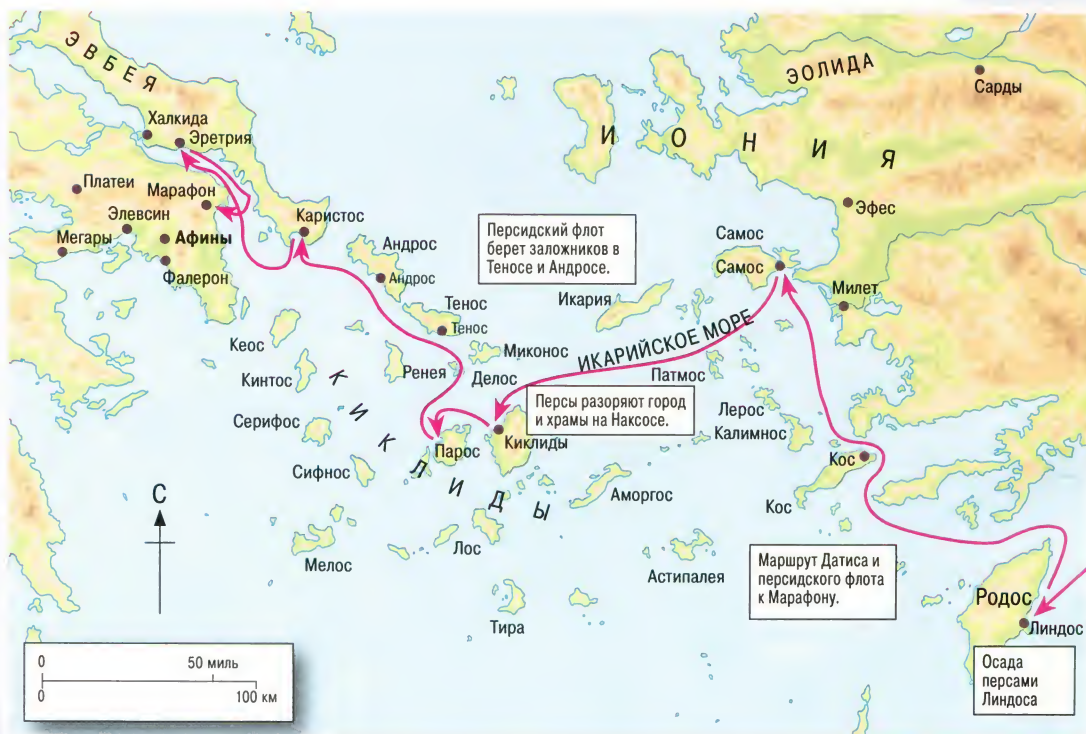 ЭВБЕЯ
ЭОЛИДА
Сарды
Халкида
Эретрия
ИОНИЯ
Платеи
Марафон
Элевсин
Каристос
Эфес
Мегары
Афины
Персидский флот
берет заложников в
Теносе и Андросе.
Самос
Андрос
Самос
Фалерон
Андрос
Милет
Икария
Тенос
Тенос
Кеос
ИКАРИЙСКОЕ МОРЕ
Миконос
Ренея
Делос
Патмос
Кинтос
КИКЛИДЫ
Персы разоряют город
и храмы на Наксосе.
Лерос
Серифос
Калимнос
Парос
Киклиды
Кос
Сифнос
Аморгос
Кос
С
Лос
Мелос
Астипалея
Маршрут Датиса и
персидского флота
к Марафону.
Родос
Тира
Линдос
Осада
персами
Линдоса
0 50 миль
0 100 км